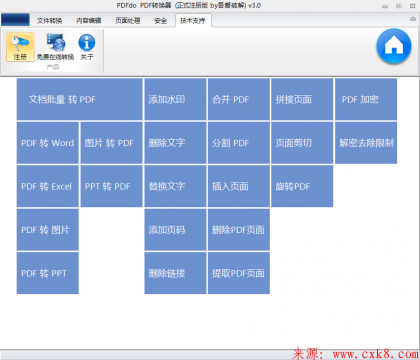 PDFdo PDF转换器 (正式注册版 by吾爱破解) v3.0
文件转换 内容编辑 页面处理 安全 技术支持
注册 免费在线转换 关于
产品
文档批量 转 PDF 添加水印 合并 PDF 拼接页面 PDF 加密
PDF 转 Word 图片 转 PDF 删除文字 分割 PDF 页面剪切 解密去除限制
PDF 转 Excel PPT 转 PDF 替换文字 插入页面 旋转PDF
PDF 转 图片 添加页码 删除PDF页面
PDF 转 PPT 删除链接 提取PDF页面
来源：www.cxk8.com